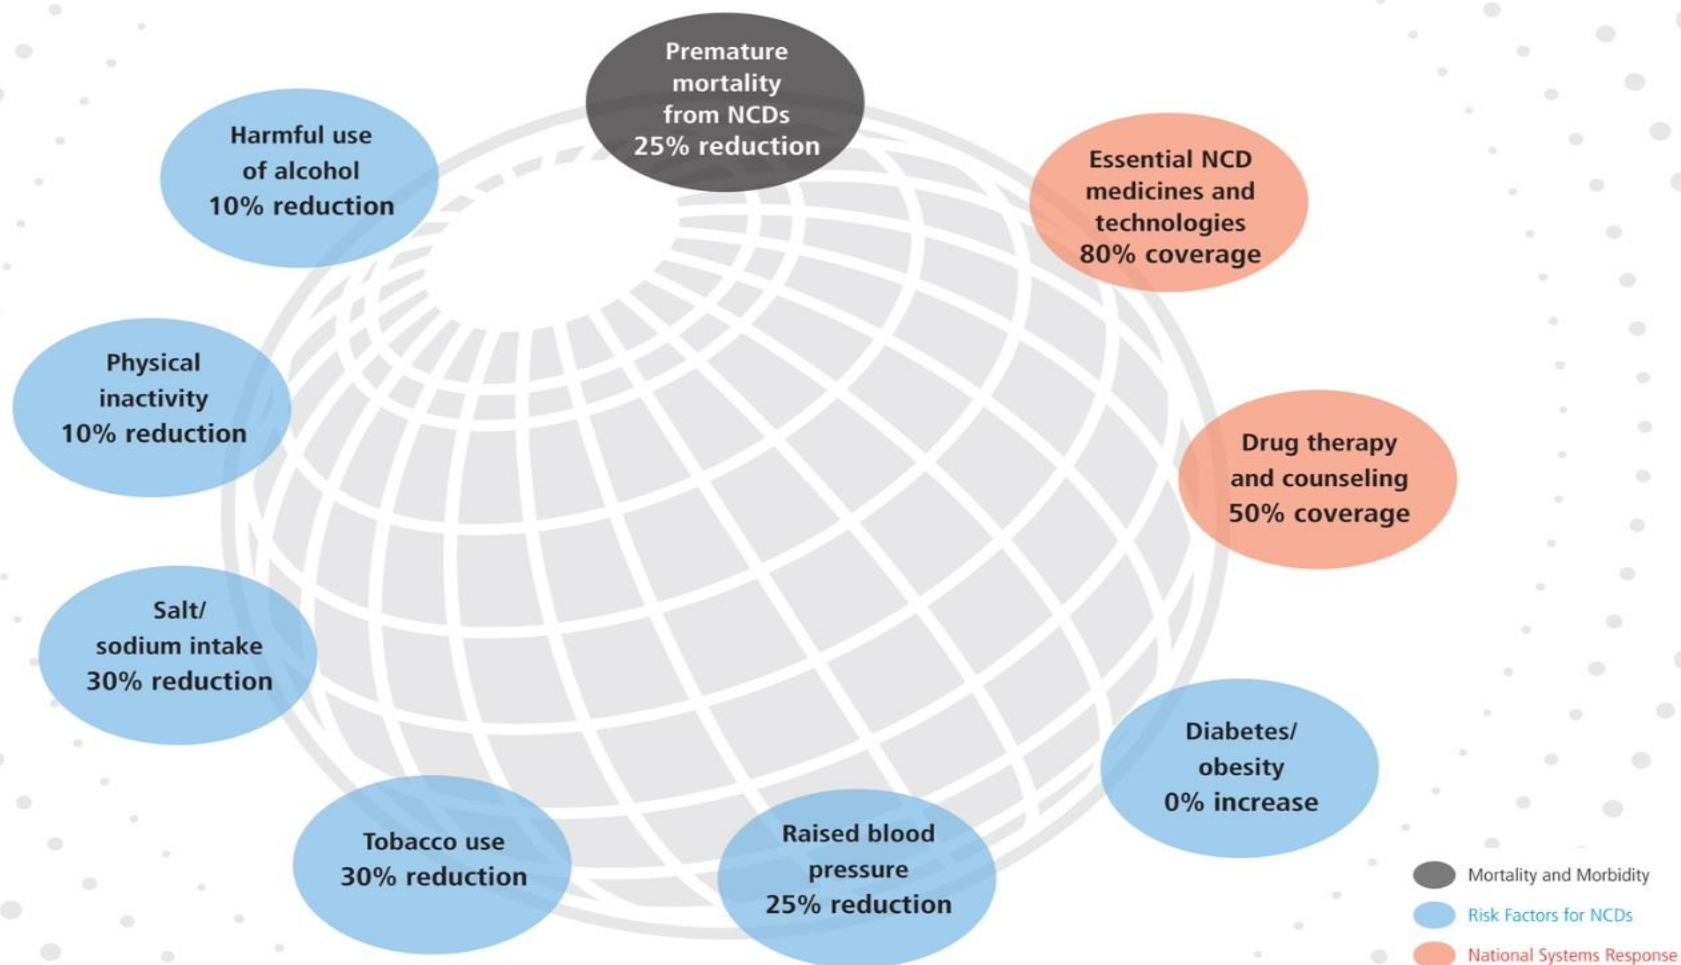 Premature
mortality
from NCDs
25% reduction
Harmful use
of alcohol
10% reduction
Essential NCD
medicines and
technologies
80% coverage
Physical
inactivity
10% reduction
Drug therapy
and counseling
50% coverage
Salt/
sodium intake
30% reduction
Diabetes/
obesity
0% increase
Tobacco use
30% reduction
Raised blood
pressure
25% reduction
Mortality and Morbidity
Risk Factors for NCDs
National Systems Response